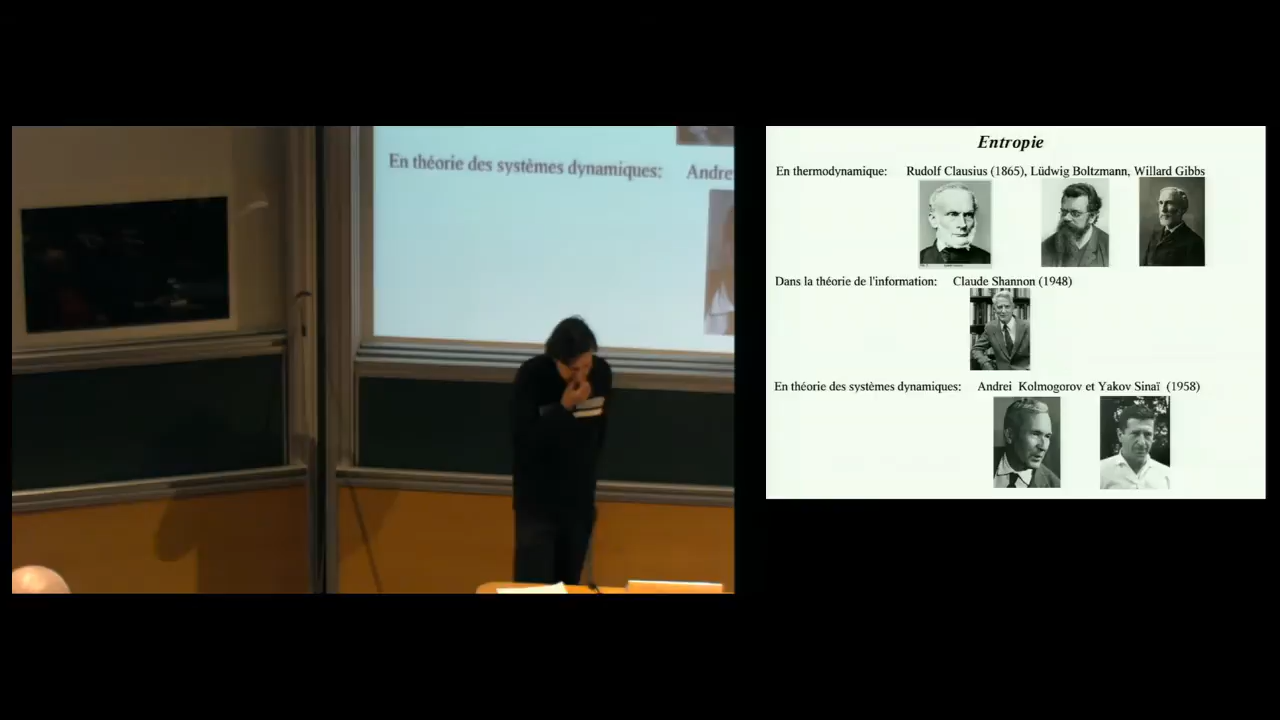 En théorie des systèmes dynamiques:
Andre
Entropie
En thermodynamique: Rudolf Clausius (1865), Lüdwig Boltzmann, Willard Gibbs
Dans la théorie de l'information: Claude Shannon (1948)
En théorie des systèmes dynamiques: Andrei Kolmogorov et Yakov Sinaï (1958)